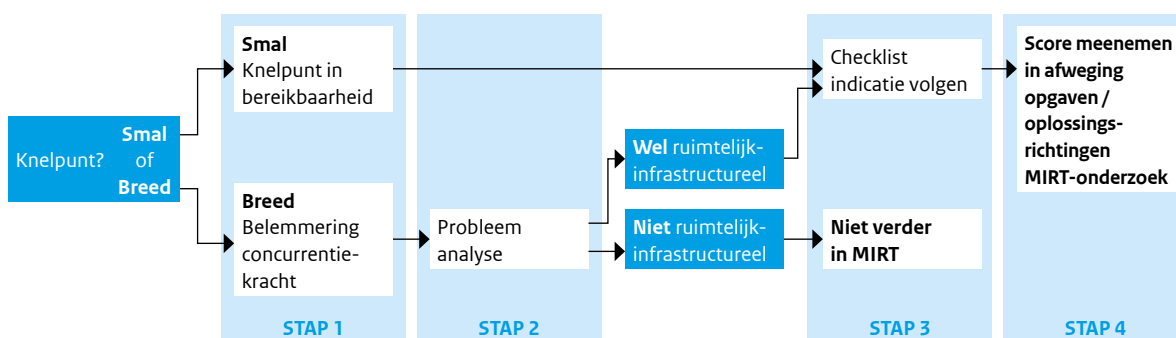 Knelpunt?
Smal
of
Breed
Smal
Knelpunt in
bereikbaarheid
Breed
Belemmering
concurrentie-
kracht
STAP 1
Probleem
analyse
STAP 2
Wel ruimtelijk-
infrastructureel
Niet ruimtelijk-
infrastructureel
Checklist
indicatie volgen
Niet verder
in MIRT
STAP 3
Score meenemen
in afweging
opgaven /
oplossings-
richtingen
MIRT-onderzoek
STAP 4